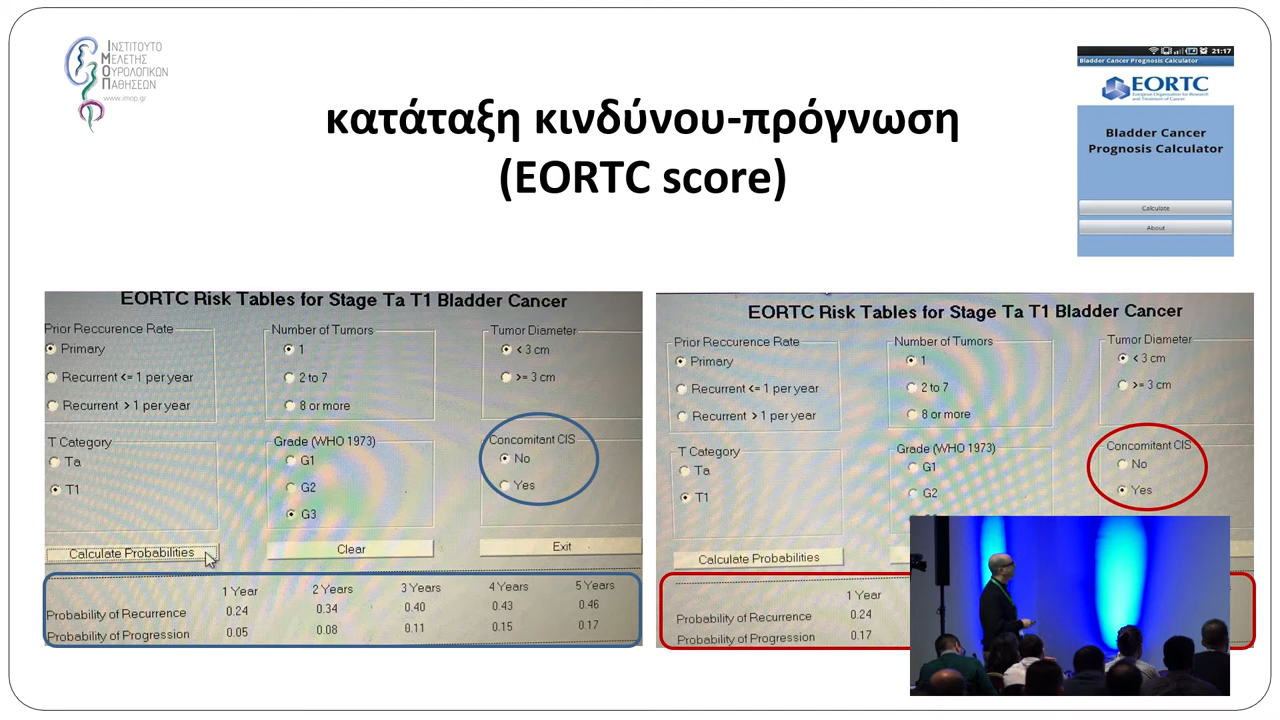 ΙΝΣΤΙΤΟΥΤΟ
ΜΕΛΕΤΗΣ
ΟΥΡΟΛΟΓΙΚΩΝ
ΠΑΘΗΣΕΩΝ
www.imop.gr
κατάταξη κινδύνου-πρόγνωση
(EORTC score)
21:17
Bladder Cancer Prognosis Calculator
EORTC
European Organisation for Research
and Treatment of Cancer
Bladder Cancer
Prognosis Calculator
Calculate
About
EORTC Risk Tables for Stage Ta T1 Bladder Cancer
Prior Reccurence Rate
Primary
Recurrent <= 1 per year
Recurrent > 1 per year
Number of Tumors
1
2 to 7
8 or more
Tumor Diameter
< 3 cm
>= 3 cm
T Category
Ta
T1
Grade (WHO 1973)
G1
G2
G3
Concomitant CIS
No
Yes
Calculate Probabilities
Clear
Exit
1 Year 2 Years 3 Years 4 Years 5 Years
Probability of Recurrence 0.24 0.34 0.40 0.43 0.46
Probability of Progression 0.05 0.08 0.11 0.15 0.17
EORTC Risk Tables for Stage Ta T1 Bladder Cancer
Prior Reccurence Rate
Primary
Recurrent <= 1 per year
Recurrent > 1 per year
Number of Tumors
1
2 to 7
8 or more
Tumor Diameter
< 3 cm
>= 3 cm
T Category
Ta
T1
Grade (WHO 1973)
G1
G2
Concomitant CIS
No
Yes
Calculate Probabilities
1 Year
Probability of Recurrence 0.24
Probability of Progression 0.17